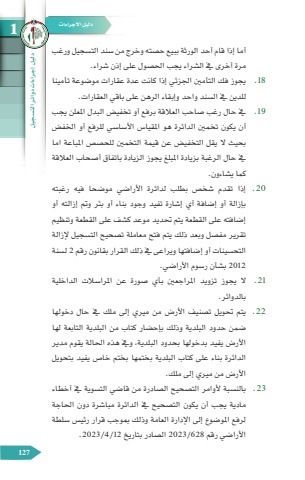 دليل الاجراءات
1
دليل اجراءات دوائر التسجيل
أما إذا قام أحد الورثة ببيع حصته وخرج من سند التسجيل ورغب
مرة أخرى في الشراء يجب الحصول على إذن شراء.
18. يجوز فك التأمين الجزئي إذا كانت عدة عقارات موضوعة تأمينا
للدين في السند واحد وإبقاء الرهن على باقي العقارات.
19. في حال رغب صاحب العلاقة برفع أو تخفيض البدل المعلن يجب
أن يكون تخمين الدائرة هو المقياس الأساسي للرفع أو الخفض
بحيث لا يقل التخفيض عن قيمة التخمين للحصص المباعة اما
في حال الرغبة بزيادة المبلغ يجوز الزيادة باتفاق أصحاب العلاقة
كما يشاءون.
20. إذا تقدم شخص بطلب لدائرة الأراضي موضحا فيه رغبته
بإزالة أو إضافة أي إشارة تفيد وجود بناء أو بئر وتم إزالته أو
إضافته على القطعة يتم تحديد موعد كشف على القطعة وتنظيم
تقرير مفصل وبعد ذلك يتم فتح معاملة تصحيح التسجيل لإزالة
التحسينات أو إضافتها ويراعى في ذلك القرار بقانون رقم 2 لسنة
2012 بشأن رسوم الأراضي.
21. لا يجوز تزويد المراجعين بأي صورة عن المراسلات الداخلية
بالدوائر.
22. يتم تحويل تصنيف الأرض من ميري إلى ملك في حال دخولها
ضمن حدود البلدية وذلك بإحضار كتاب من البلدية التابعة لها
الأرض يفيد بدخولها بحدود البلدية، وفي هذه الحالة يقوم مدير
الدائرة بناء على كتاب البلدية بختمها بختم خاص يفيد بتحويل
الأرض من ميري إلى ملك.
23. بالنسبة لأوامر التصحيح الصادرة من قاضي التسوية في أخطاء
مادية يجب أن يكون التصحيح في الدائرة مباشرة دون الحاجة
لرفع الموضوع إلى الإدارة العامة وذلك بموجب قرار رئيس سلطة
الأراضي رقم 2023/628 الصادر بتاريخ 2023/4/12.
127